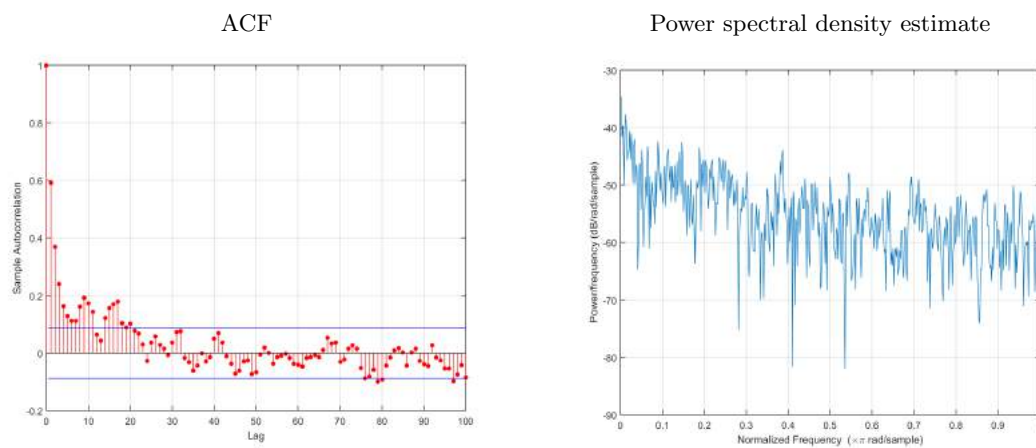 ACF
Power spectral density estimate
1
0.8
0.6
0.4
0.2
0
-0.2
0 10 20 30 40 50 60 70 80 90 100
Sample Autocorrelation
Lag
-30
-40
-50
-60
-70
-80
-90
0 0.1 0.2 0.3 0.4 0.5 0.6 0.7 0.8 0.9
Power/frequency (dB/rad/sample)
Normalized Frequency (×π rad/sample)